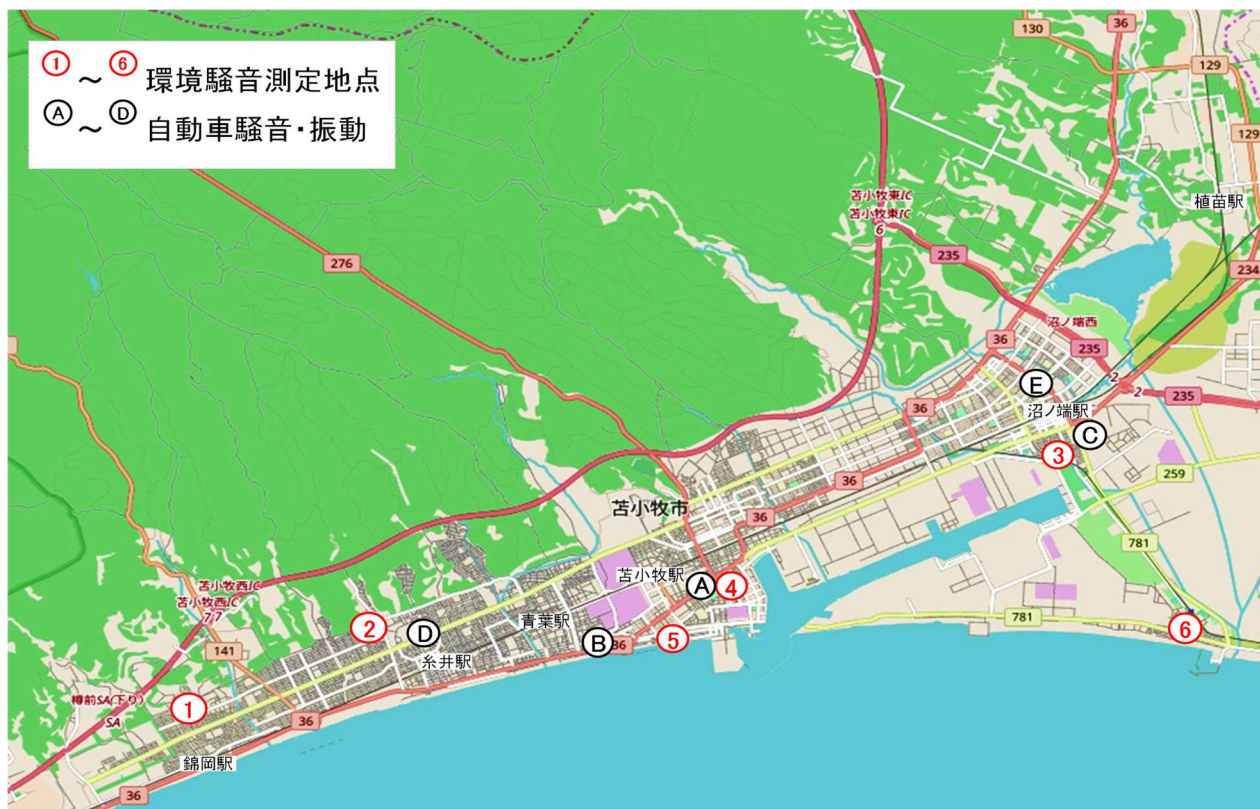 ①～⑥ 環境騒音測定地点
Ⓐ～Ⓓ 自動車騒音・振動
130
36
129
129
植苗駅
苫小牧東IC
苫小牧東IC
6
276
235
234
沼ノ端西
36
235
2
2
Ⓔ
235
36
沼ノ端駅
Ⓒ
③
259
36
苫小牧市
36
781
苫小牧駅
Ⓐ
④
苫小牧西IC
苫小牧西IC
7 7
②
Ⓓ
青葉駅
Ⓑ
36
⑤
781
⑥
141
糸井駅
樽前SA(下り)
SA
①
36
錦岡駅
36